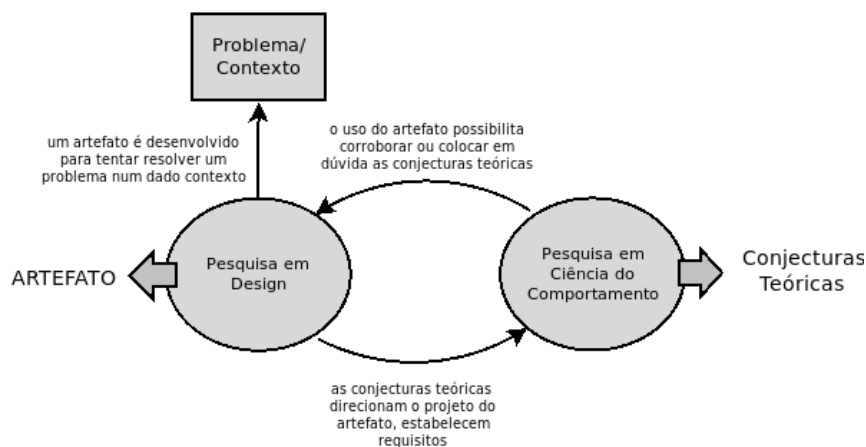 Problema/
Contexto
um artefato é desenvolvido
para tentar resolver um
problema num dado contexto
o uso do artefato possibilita
corroborar ou colocar em
dúvida as conjecturas teóricas
ARTEFATO
Pesquisa em
Design
Pesquisa em
Ciência do
Comportamento
Conjecturas
Teóricas
as conjecturas teóricas
direcionam o projeto do
artefato, estabelecem
requisitos